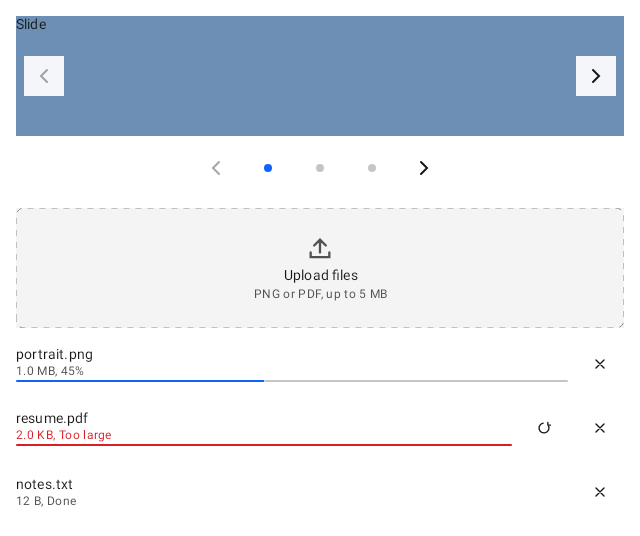 Slide
Upload files
PNG or PDF, up to 5 MB
portrait.png
1.0 MB, 45%
resume.pdf
2.0 KB, Too large
notes.txt
12 B, Done